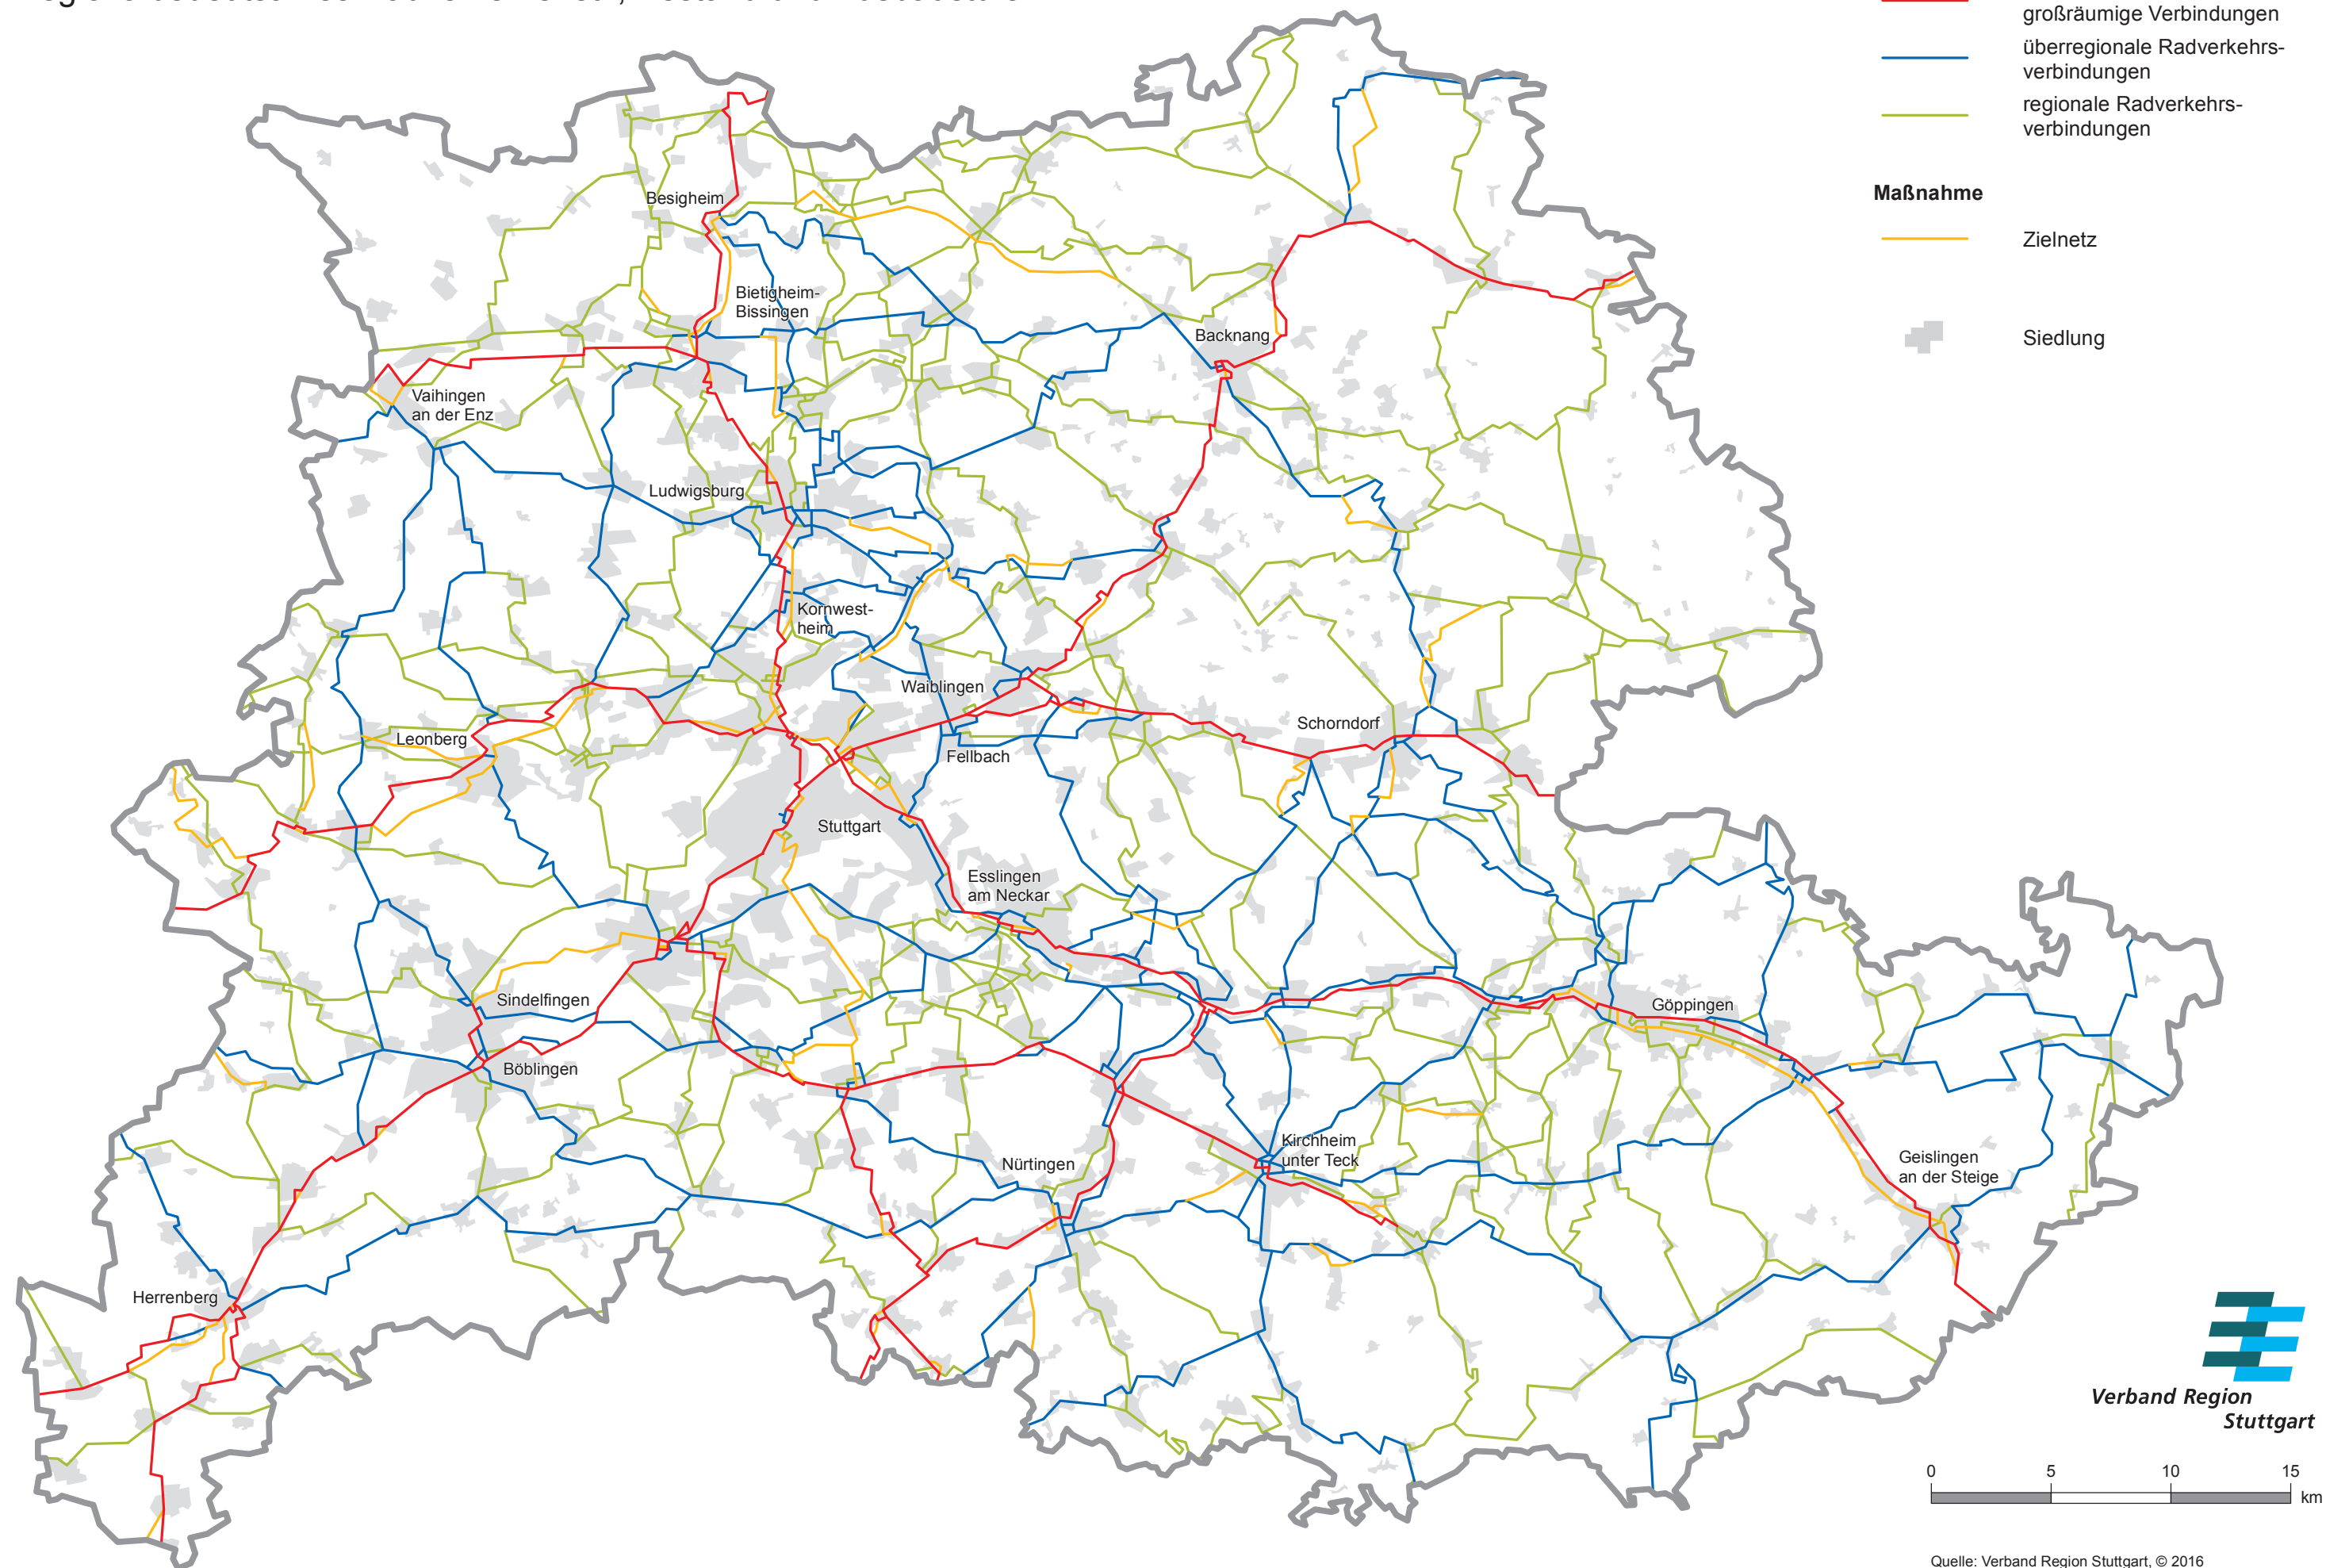 großräumige Verbindungen
überregionale Radverkehrs-
verbindungen
regionale Radverkehrs-
verbindungen
Maßnahme
Zielnetz
Siedlung
Besigheim
Bietigheim-
Bissingen
Backnang
Vaihingen
an der Enz
Ludwigsburg
Kornwest-
heim
Waiblingen
Leonberg
Fellbach
Schorndorf
Stuttgart
Esslingen
am Neckar
Sindelfingen
Göppingen
Böblingen
Kirchheim
unter Teck
Nürtingen
Geislingen
an der Steige
Herrenberg
Verband Region
Stuttgart
0 5 10 15
km
Quelle: Verband Region Stuttgart, © 2016